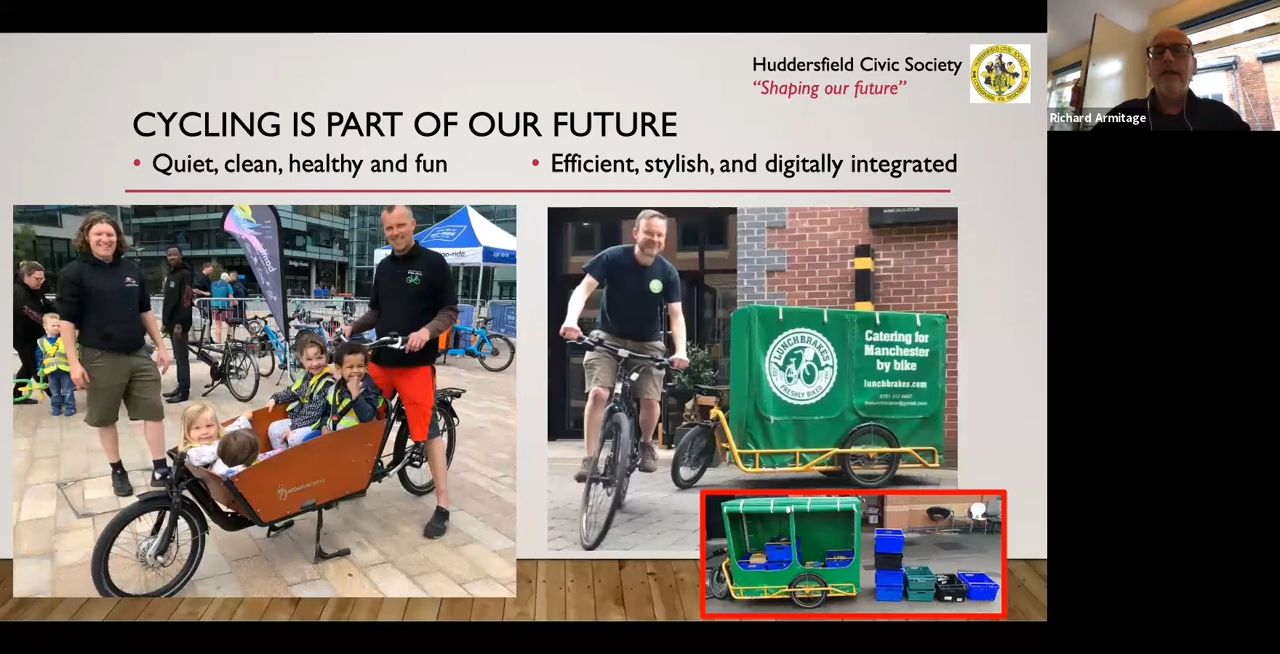 Huddersfield Civic Society
“Shaping our future”
Richard Armitage
CYCLING IS PART OF OUR FUTURE
• Quiet, clean, healthy and fun
• Efficient, stylish, and digitally integrated
LUNCHBRAKES
FRESHLY BIKED
Catering for
Manchester
by bike
lunchbrakes.com